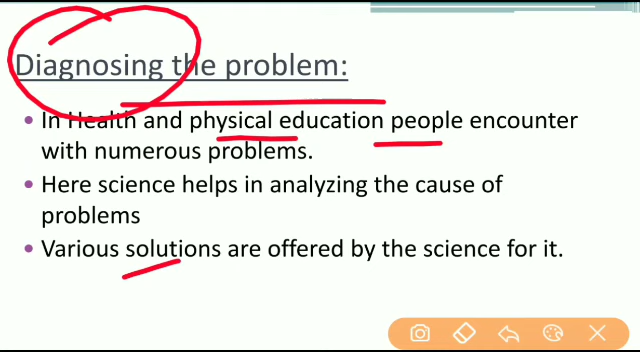 Diagnosing the problem:
• In Health and physical education people encounter
with numerous problems.
• Here science helps in analyzing the cause of
problems
• Various solutions are offered by the science for it.